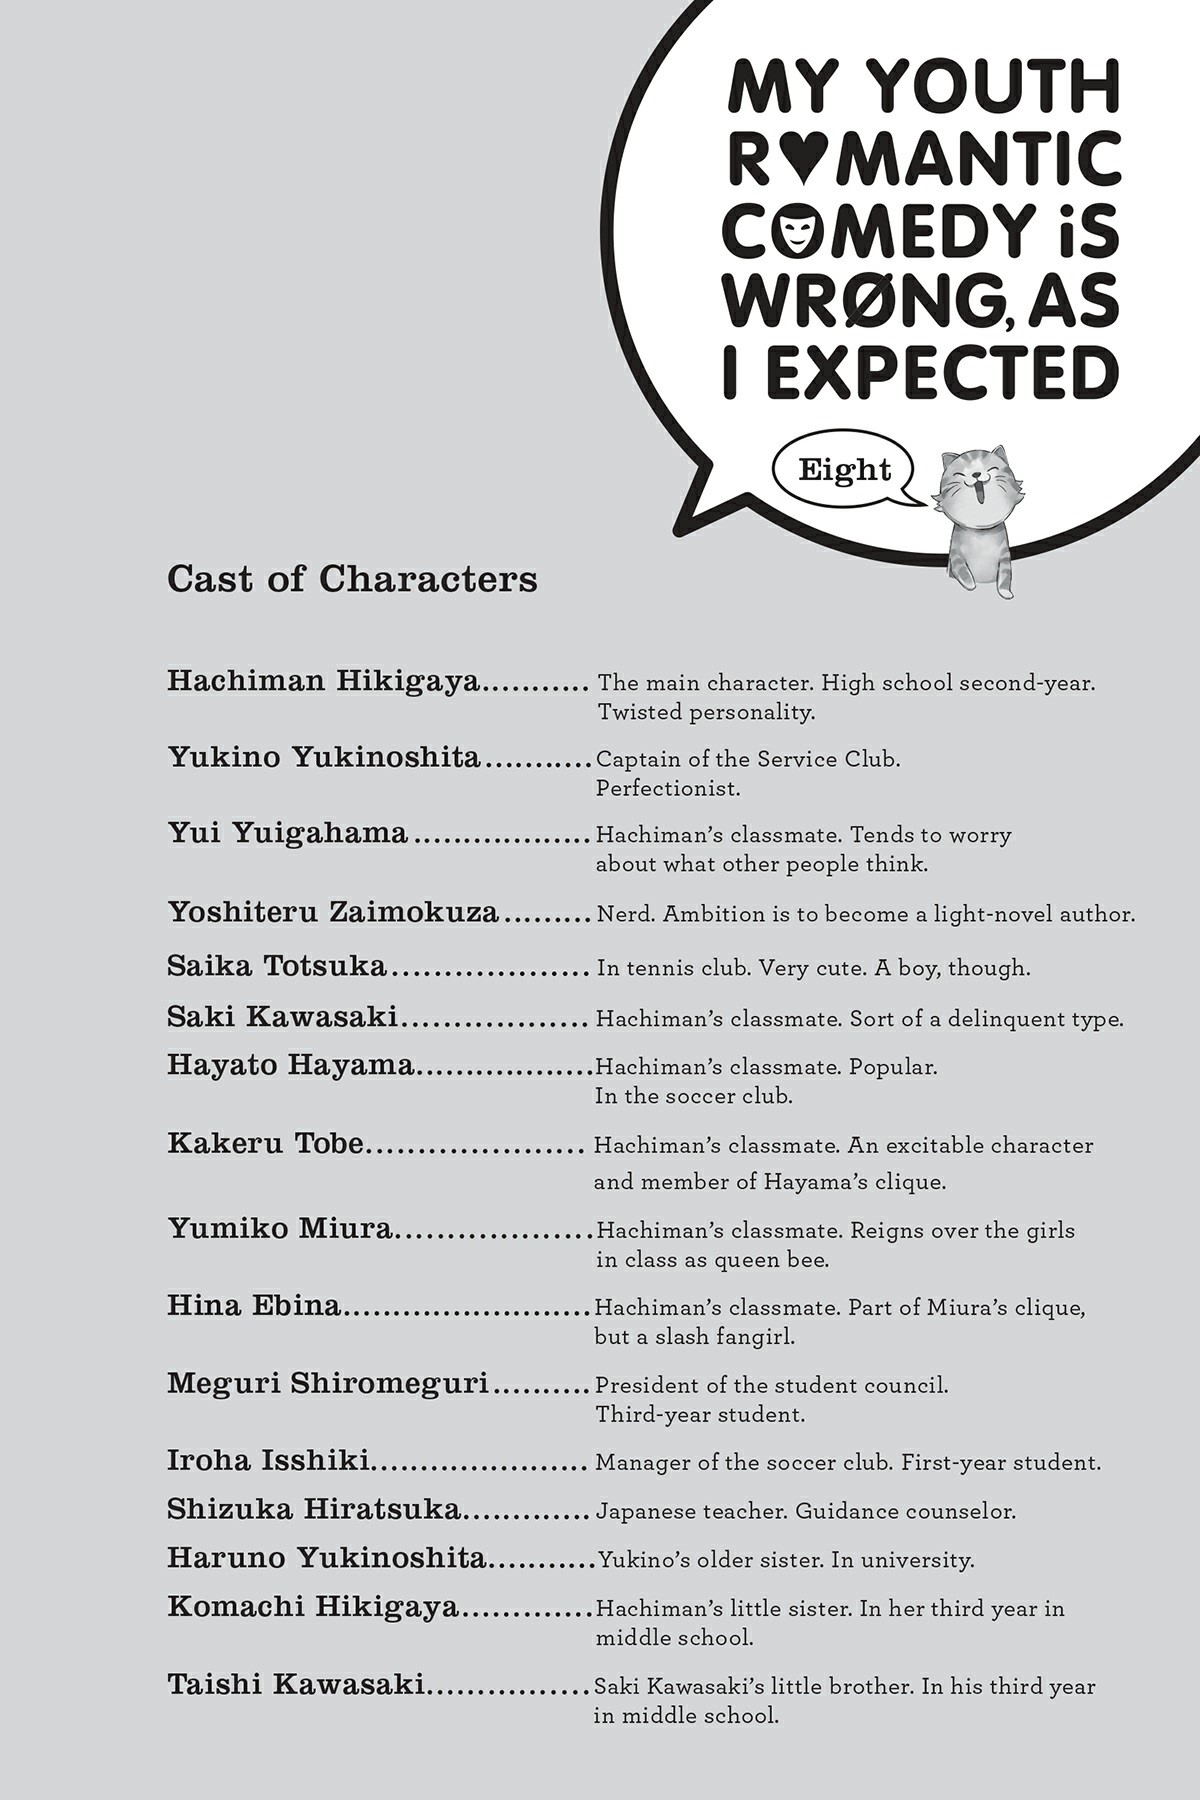 MY YOUTH
R♥MANTIC
COMEDY iS
WRØNG, AS
I EXPECTED
Eight
Cast of Characters
Hachiman Hikigaya........... The main character. High school second-year.
Twisted personality.
Yukino Yukinoshita...........Captain of the Service Club.
Perfectionist.
Yui Yuigahama.................Hachiman’s classmate. Tends to worry
about what other people think.
Yoshiteru Zaimokuza.........Nerd. Ambition is to become a light-novel author.
Saika Totsuka................... In tennis club. Very cute. A boy, though.
Saki Kawasaki.................. Hachiman’s classmate. Sort of a delinquent type.
Hayato Hayama.................Hachiman’s classmate. Popular.
In the soccer club.
Kakeru Tobe..................... Hachiman’s classmate. An excitable character
and member of Hayama’s clique.
Yumiko Miura...................Hachiman’s classmate. Reigns over the girls
in class as queen bee.
Hina Ebina........................Hachiman’s classmate. Part of Miura’s clique,
but a slash fangirl.
Meguri Shiromeguri..........President of the student council.
Third-year student.
Iroha Isshiki..................... Manager of the soccer club. First-year student.
Shizuka Hiratsuka............. Japanese teacher. Guidance counselor.
Haruno Yukinoshita...........Yukino’s older sister. In university.
Komachi Hikigaya.............Hachiman’s little sister. In her third year in
middle school.
Taishi Kawasaki................Saki Kawasaki’s little brother. In his third year
in middle school.